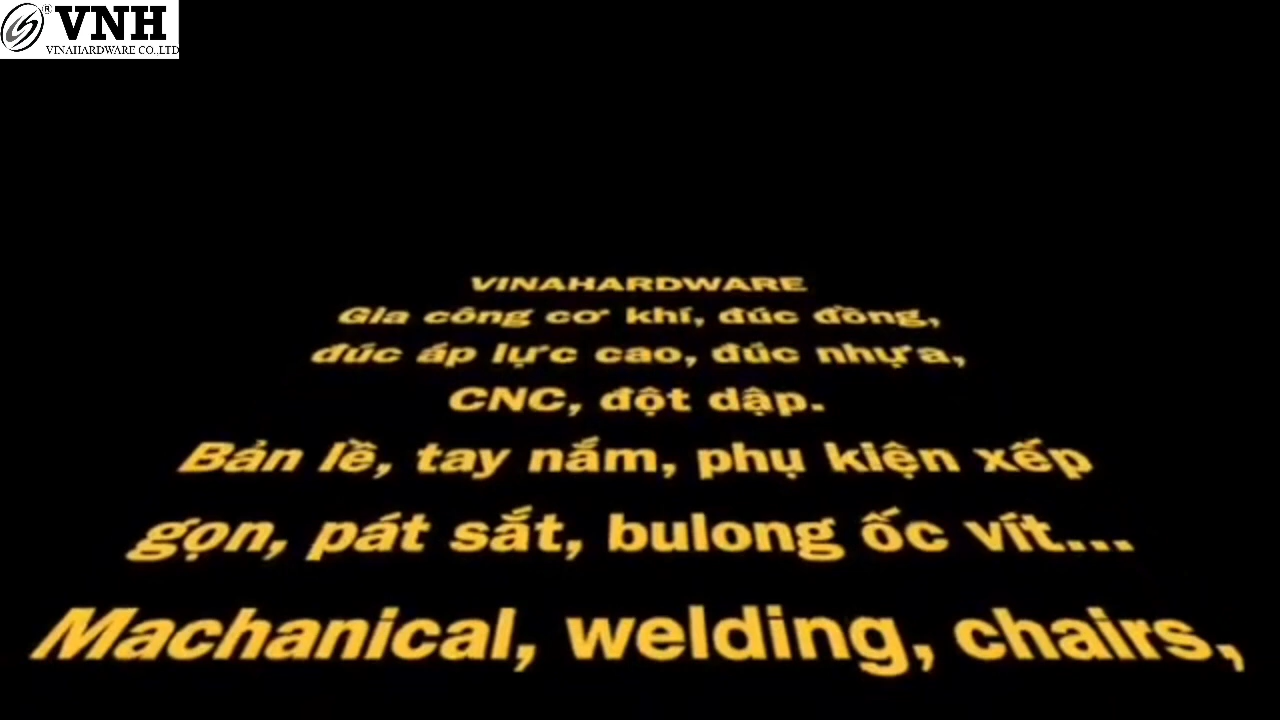 VNH
VINAHARDWARE CO.,LTD
VINAHARDWARE
Gia công cơ khí, đúc đồng,
đúc áp lực cao, đúc nhựa,
CNC, đột dập.
Bản lề, tay nắm, phụ kiện xếp
gọn, pát sắt, bulong ốc vít...
Machanical, welding, chairs,